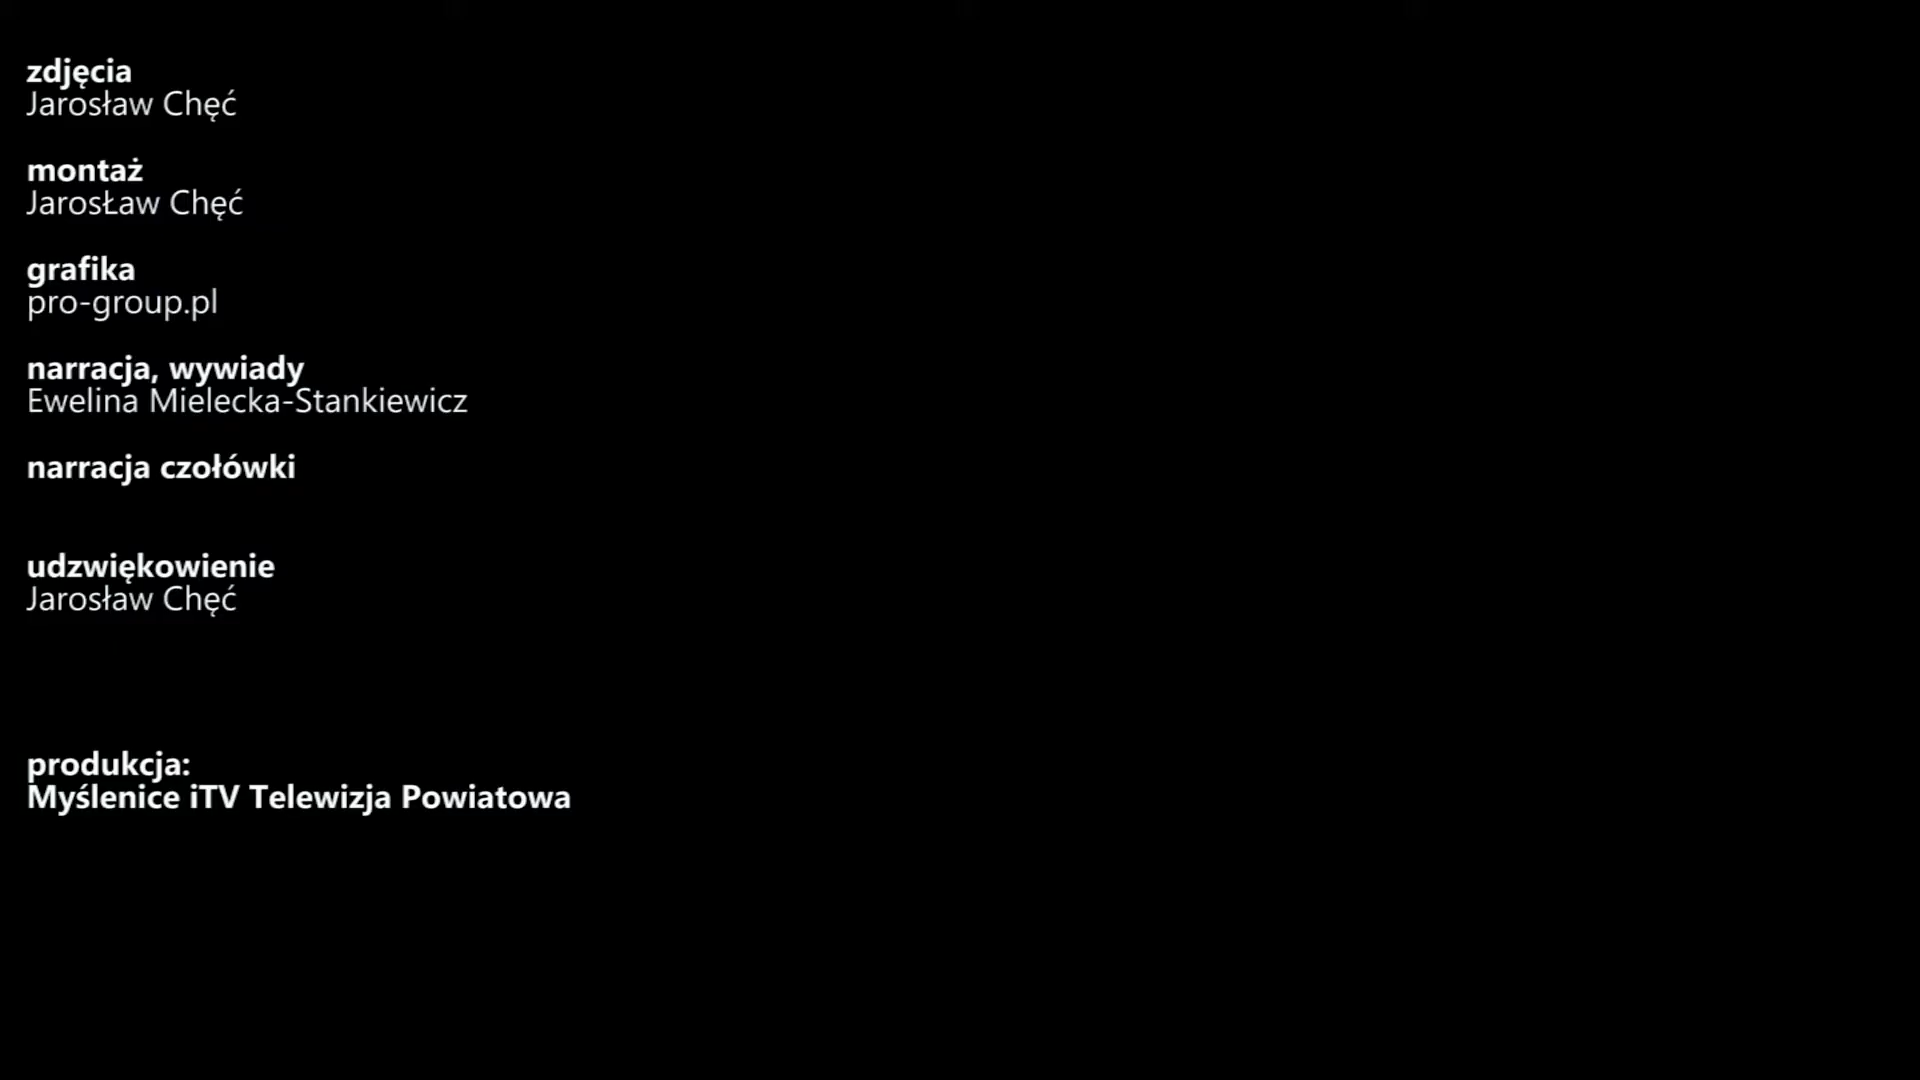 zdjęcia
Jarosław Chęć
montaż
JarosŁaw Chęć
grafika
pro-group.pl
narracja, wywiady
Ewelina Mielecka-Stankiewicz
narracja czołówki
udzwiękowienie
Jarosław Chęć
produkcja:
Myślenice iTV Telewizja Powiatowa